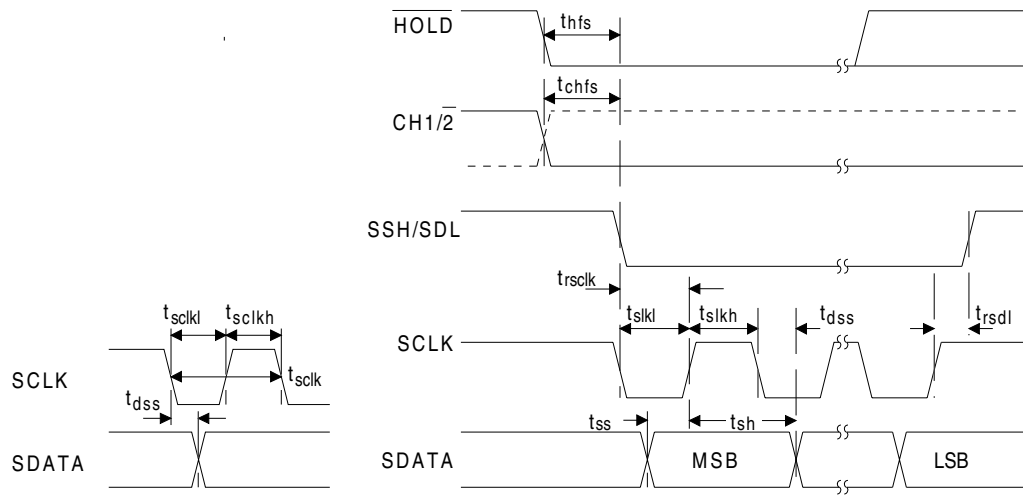 HOLD
thfs
tchfs
CH1/2
SSH/SDL
trsclk
tslkl
tslkh
tdss
trsdl
SCLK
tss
tsh
SDATA
MSB
LSB
tsclkl
tsclkh
SCLK
tsclk
tdss
SDATA